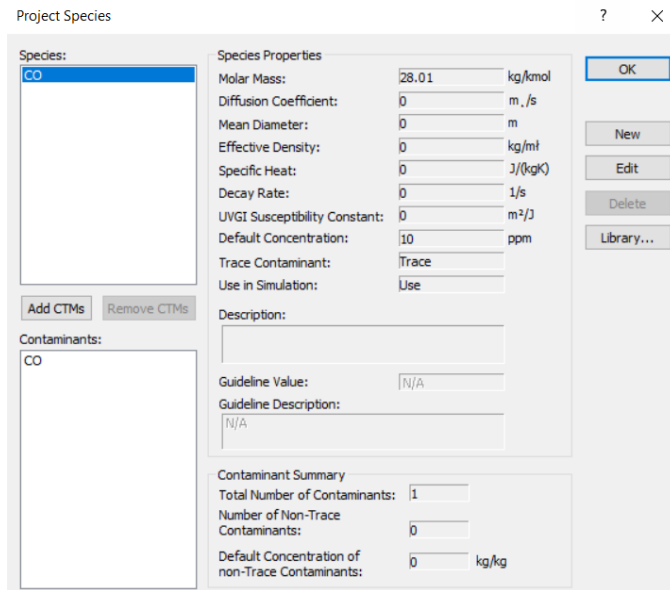 Project Species
?
Species:
CO
Add CTMs
Remove CTMs
Contaminants:
CO
Species Properties
Molar Mass: 28.01 kg/kmol
Diffusion Coefficient: 0 m¸/s
Mean Diameter: 0 m
Effective Density: 0 kg/mł
Specific Heat: 0 J/(kgK)
Decay Rate: 0 1/s
UVGI Susceptibility Constant: 0 m²/J
Default Concentration: 10 ppm
Trace Contaminant: Trace
Use in Simulation: Use
Description:
Guideline Value: N/A
Guideline Description:
N/A
Contaminant Summary
Total Number of Contaminants: 1
Number of Non-Trace
Contaminants: 0
Default Concentration of
non-Trace Contaminants: 0 kg/kg
OK
New
Edit
Delete
Library...